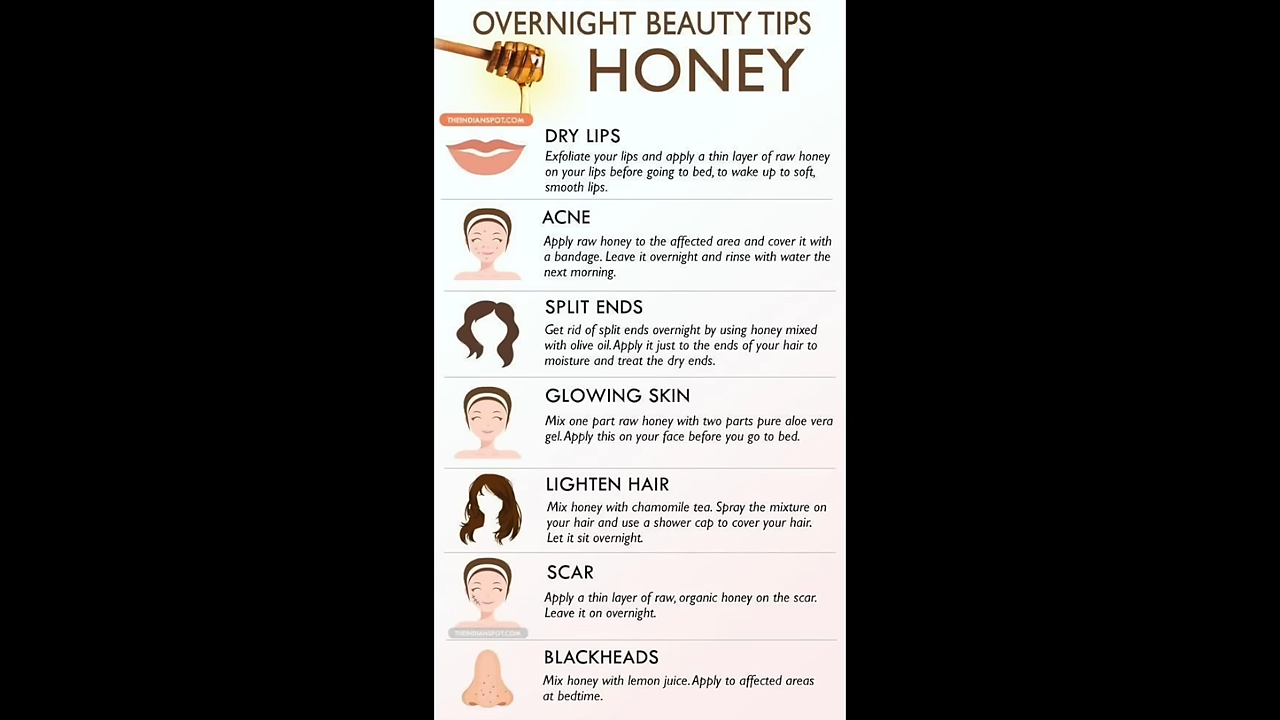 OVERNIGHT BEAUTY TIPS
HONEY
THEINDIANSPOT.COM
DRY LIPS
Exfoliate your lips and apply a thin layer of raw honey
on your lips before going to bed, to wake up to soft,
smooth lips.
ACNE
Apply raw honey to the affected area and cover it with
a bandage. Leave it overnight and rinse with water the
next morning.
SPLIT ENDS
Get rid of split ends overnight by using honey mixed
with olive oil. Apply it just to the ends of your hair to
moisture and treat the dry ends.
GLOWING SKIN
Mix one part raw honey with two parts pure aloe vera
gel. Apply this on your face before you go to bed.
LIGHTEN HAIR
Mix honey with chamomile tea. Spray the mixture on
your hair and use a shower cap to cover your hair.
Let it sit overnight.
SCAR
Apply a thin layer of raw, organic honey on the scar.
Leave it on overnight.
THEINDIANSPOT.COM
BLACKHEADS
Mix honey with lemon juice. Apply to affected areas
at bedtime.